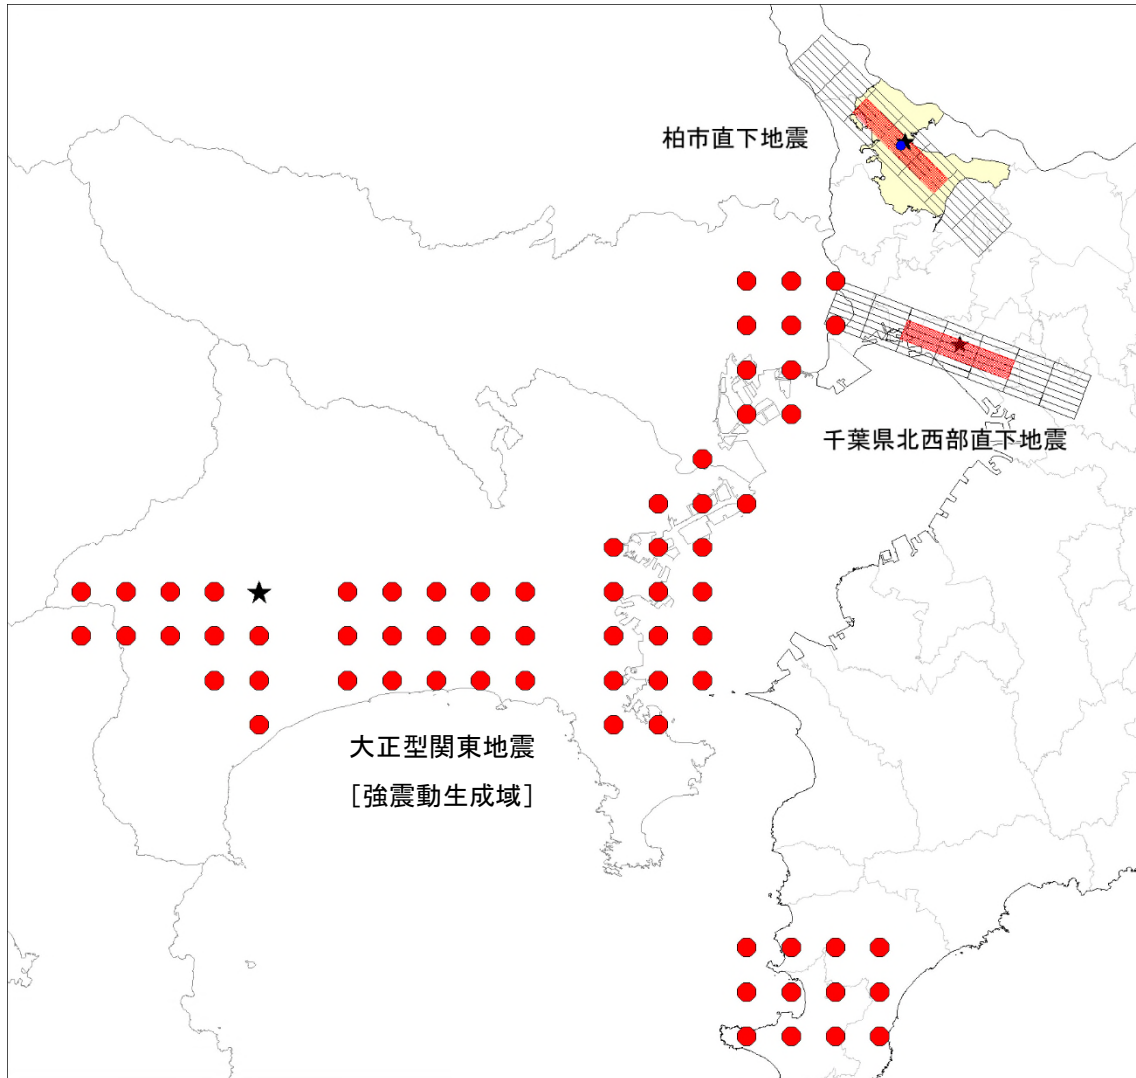 柏市直下地震
千葉県北西部直下地震
大正型関東地震
［強震動生成域］